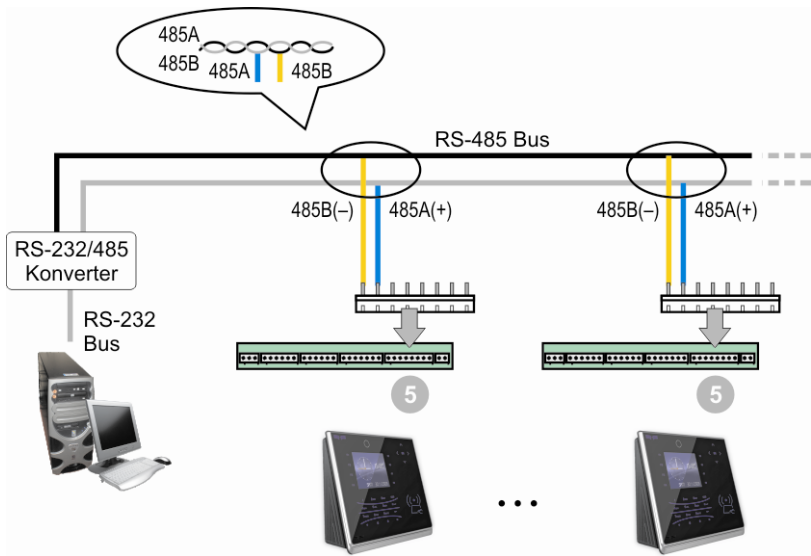 485A
485B
485A
485B
RS-485 Bus
485B(–)
485A(+)
485B(–)
485A(+)
RS-232/485
Konverter
RS-232
Bus
5
5
...